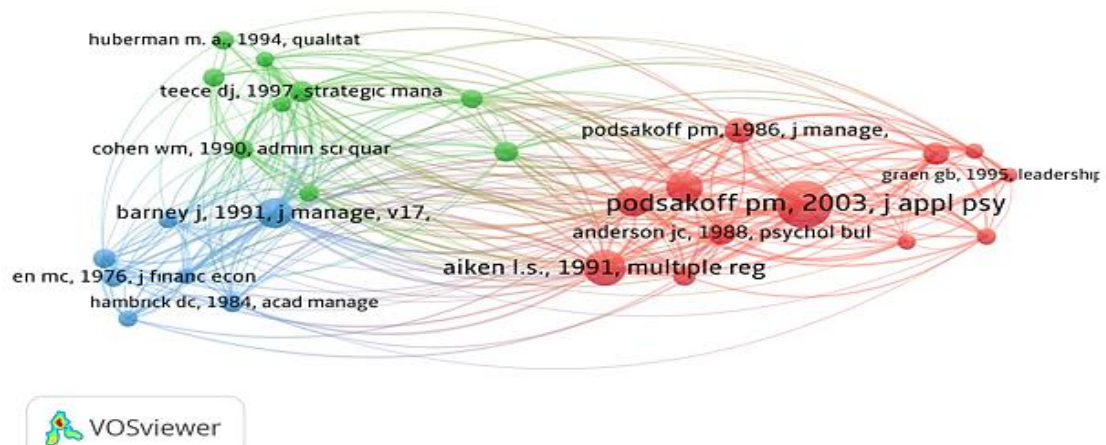 huberman m. a., 1994, qualitat
teece dj, 1997, strategic mana
podsakoff pm, 1986, j manage,
cohen wm, 1990, admin sci quar
graen gb, 1995, leadership
podsakoff pm, 2003, j appl psy
barney j, 1991, j manage, v17,
anderson jc, 1988, psychol bul
aiken l.s., 1991, multiple reg
en mc, 1976, j financ econ
hambrick dc, 1984, acad manage
VOSviewer